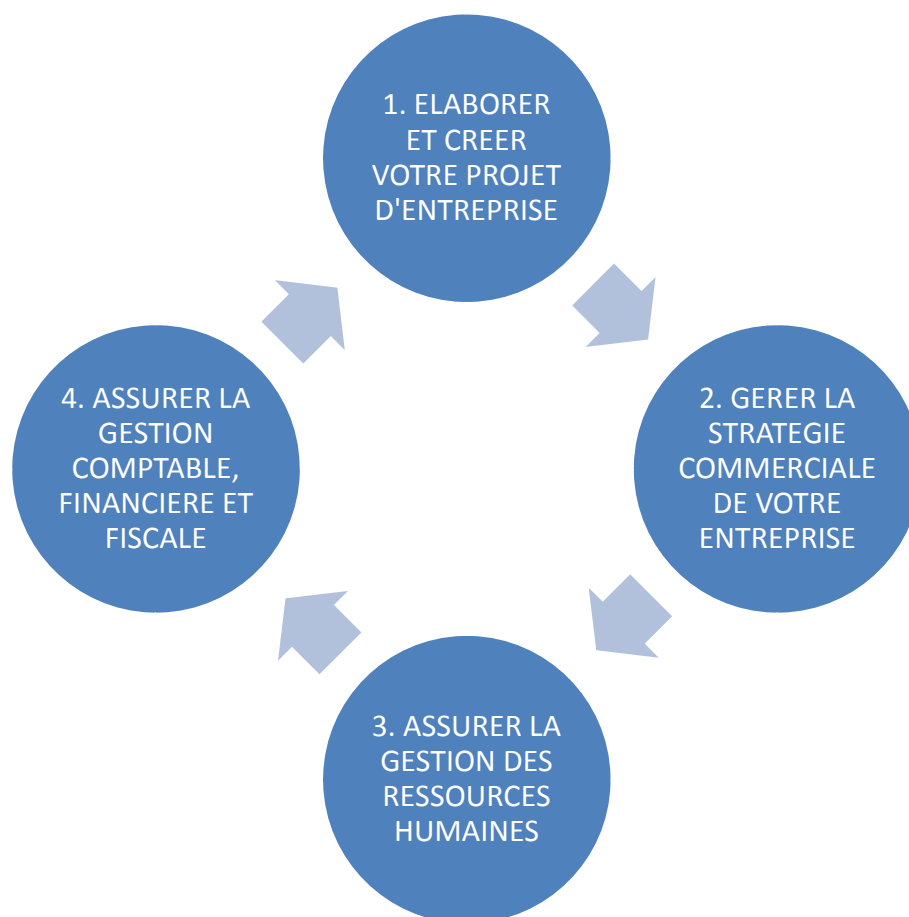 1. ELABORER
ET CREER
VOTRE PROJET
D'ENTREPRISE
2. GERER LA
STRATEGIE
COMMERCIALE
DE VOTRE
ENTREPRISE
3. ASSURER LA
GESTION DES
RESSOURCES
HUMAINES
4. ASSURER LA
GESTION
COMPTABLE,
FINANCIERE ET
FISCALE